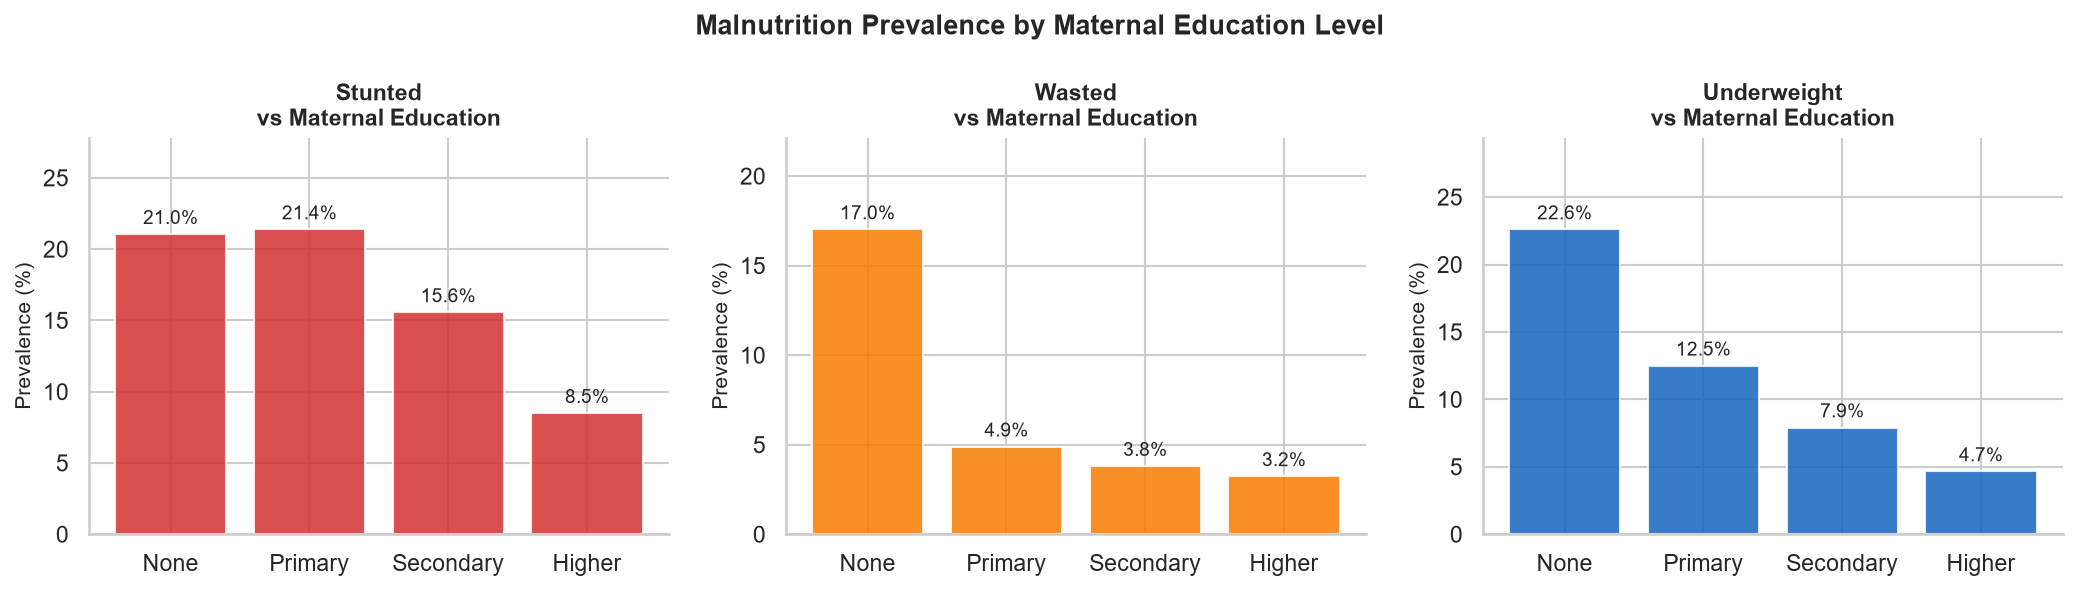 Malnutrition Prevalence by Maternal Education Level
Stunted
vs Maternal Education
Prevalence (%)
25
20
15
10
5
0
21.0%
21.4%
15.6%
8.5%
None
Primary
Secondary
Higher
Wasted
vs Maternal Education
Prevalence (%)
20
15
10
5
0
17.0%
4.9%
3.8%
3.2%
None
Primary
Secondary
Higher
Underweight
vs Maternal Education
Prevalence (%)
25
20
15
10
5
0
22.6%
12.5%
7.9%
4.7%
None
Primary
Secondary
Higher